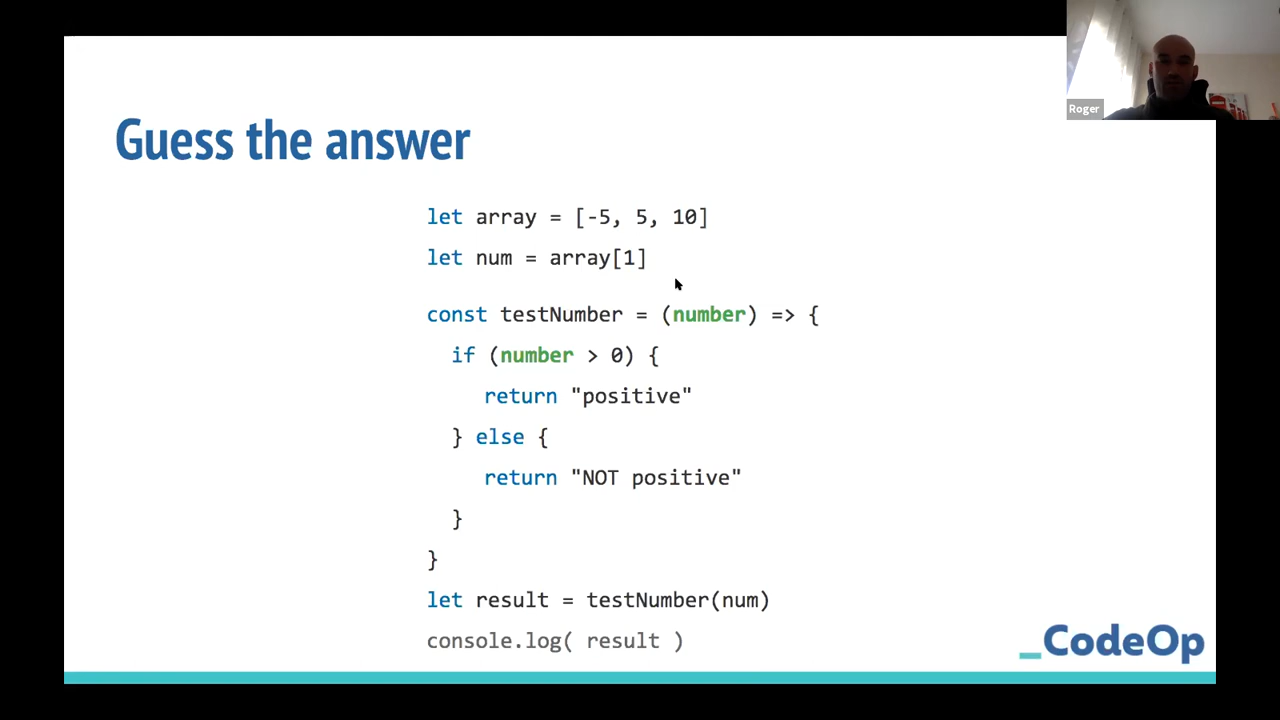 Roger
Guess the answer
let array = [-5, 5, 10]
let num = array[1]
const testNumber = (number) => {
if (number > 0) {
return "positive"
} else {
return "NOT positive"
}
}
let result = testNumber(num)
console.log( result )
_CodeOp